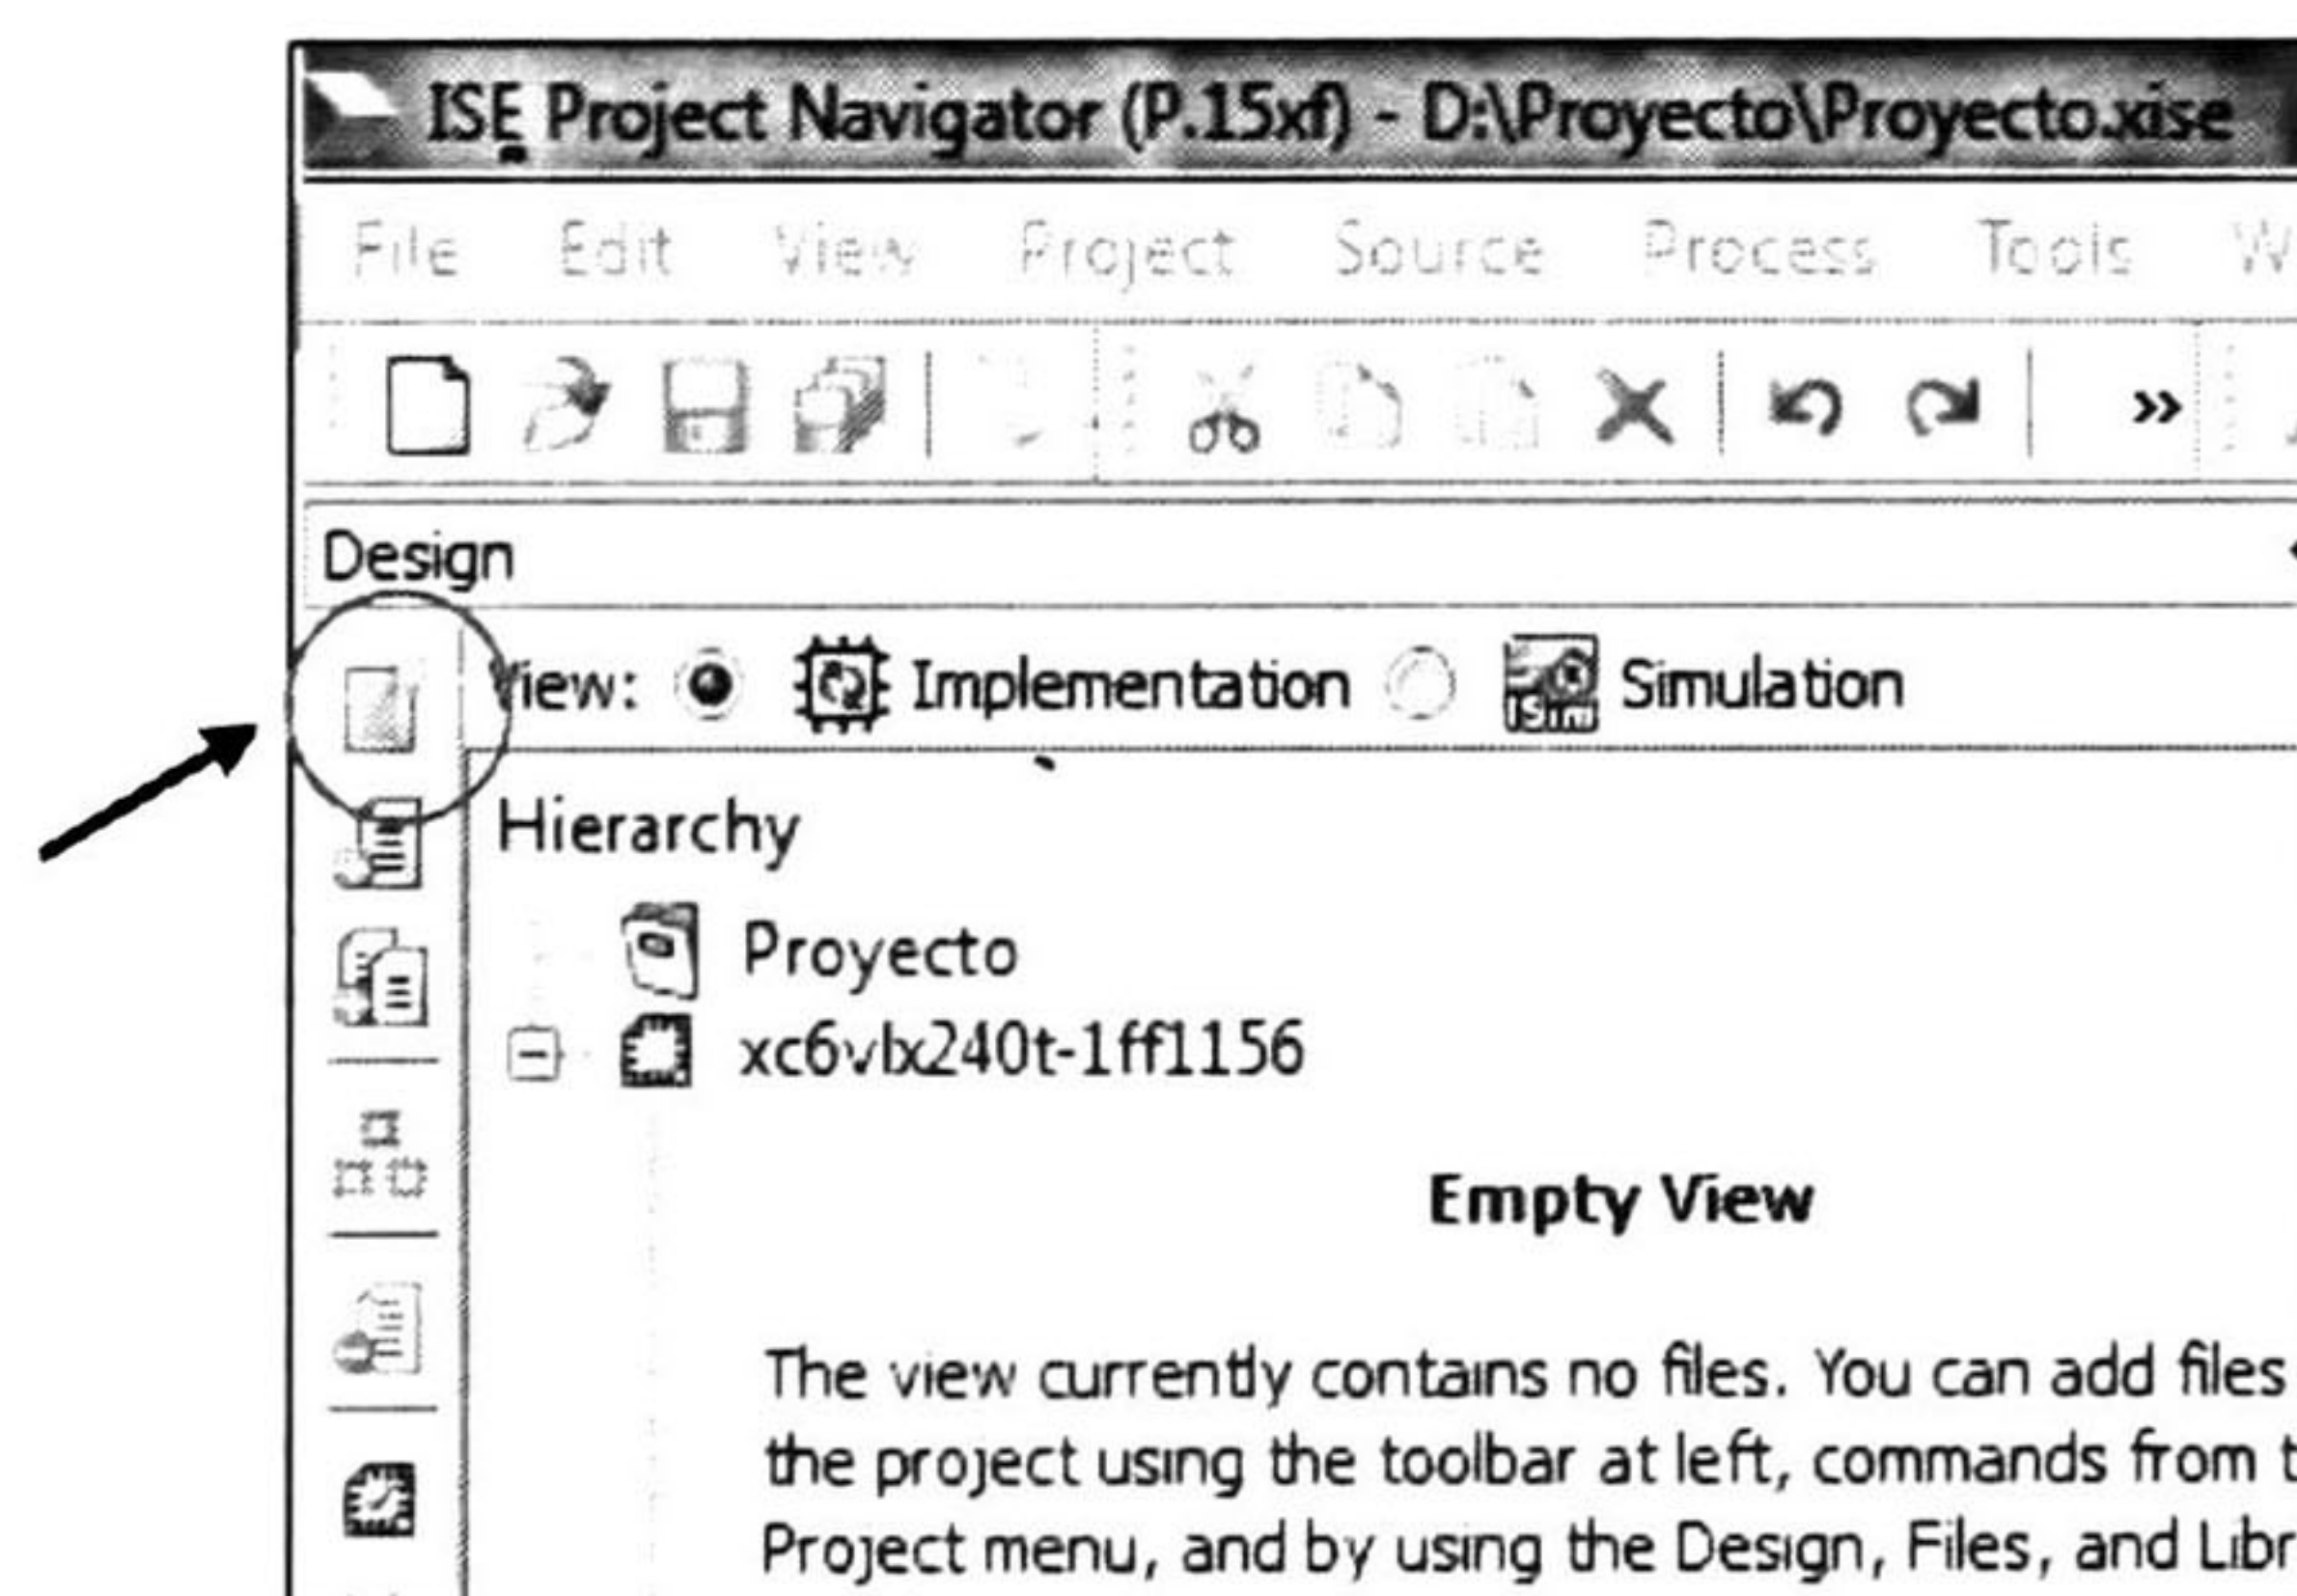 ISE Project Navigator (P.15xf) - D:\Proyecto\Proyecto.xise
File Edit View Project Source Process Tools W
»
Design
View: Implementation ISim Simulation
Hierarchy
Proyecto
xc6vlx240t-1ff1156
Empty View
The view currently contains no files. You can add files
the project using the toolbar at left, commands from t
Project menu, and by using the Design, Files, and Libr